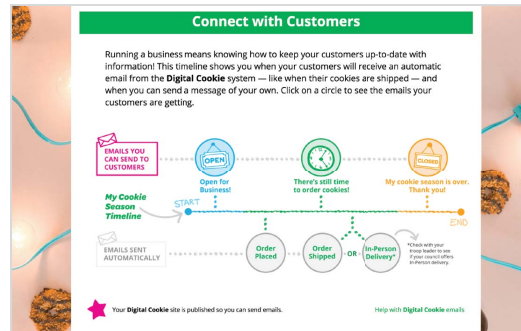 Connect with Customers
Running a business means knowing how to keep your customers up-to-date with
information! This timeline shows you when your customers will receive an automatic
email from the Digital Cookie system — like when their cookies are shipped — and
when you can send a message of your own. Click on a circle to see the emails your
customers are getting.
EMAILS YOU
CAN SEND TO
CUSTOMERS
OPEN
CLOSED
Open for
Business!
There's still time
to order cookies!
My cookie season is over.
Thank you!
My Cookie
Season
Timeline
START
END
EMAILS SENT
AUTOMATICALLY
Order
Placed
Order
Shipped
- OR -
In-Person
Delivery*
*Check with your
troop leader to see
if your council offers
In-Person delivery.
Your Digital Cookie site is published so you can send emails.
Help with Digital Cookie emails